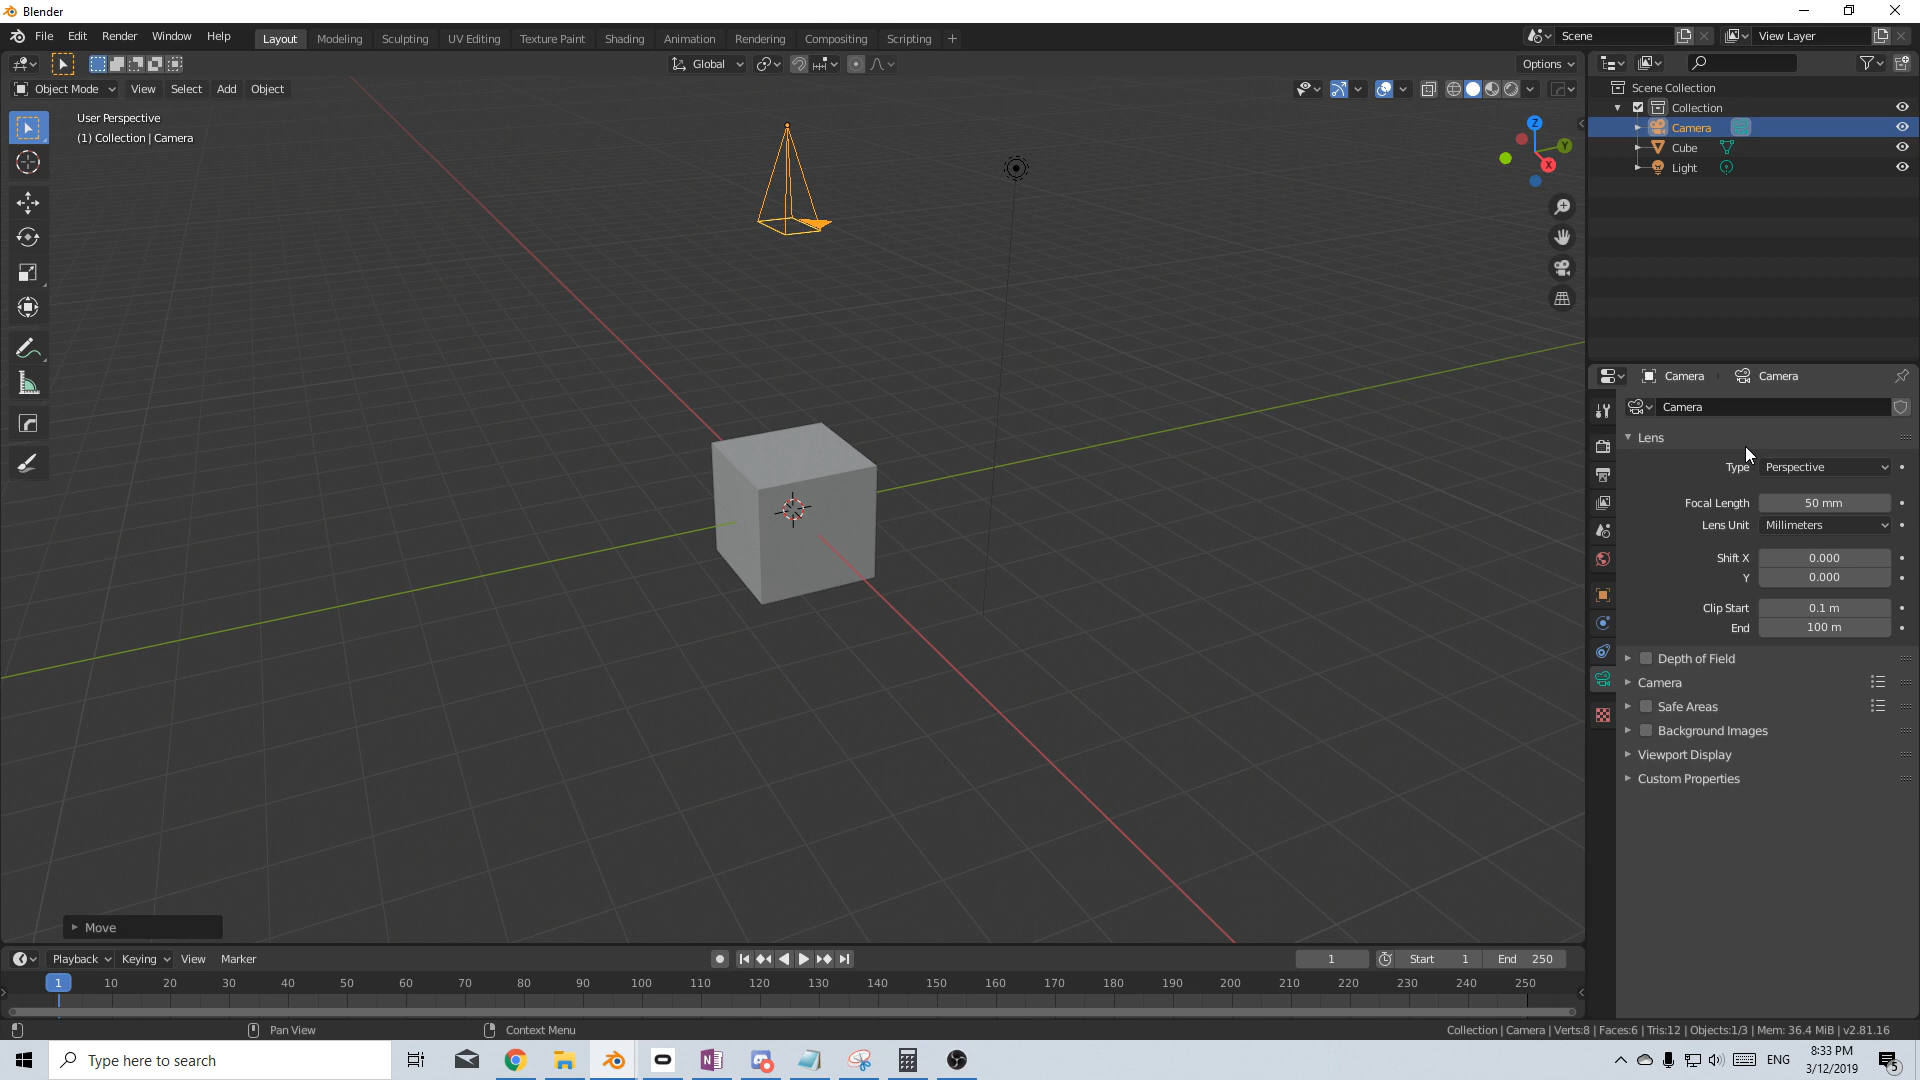 Blender
File Edit Render Window Help
Layout Modeling Sculpting UV Editing Texture Paint Shading Animation Rendering Compositing Scripting +
Scene
View Layer
Global
Options
Object Mode View Select Add Object
User Perspective
(1) Collection | Camera
Z
Y
X
Scene Collection
Collection
Camera
Cube
Light
Camera Camera
Camera
Lens
Type Perspective
Focal Length 50 mm
Lens Unit Millimeters
Shift X 0.000
Y 0.000
Clip Start 0.1 m
End 100 m
Depth of Field
Camera
Safe Areas
Background Images
Viewport Display
Custom Properties
Move
Playback Keying View Marker
1
Start 1
End 250
1 10 20 30 40 50 60 70 80 90 100 110 120 130 140 150 160 170 180 190 200 210 220 230 240 250
Pan View
Context Menu
Collection | Camera | Verts:8 | Faces:6 | Tris:12 | Objects:1/3 | Mem: 36.4 MiB | v2.81.16
Type here to search
N
ENG
8:33 PM
3/12/2019
5